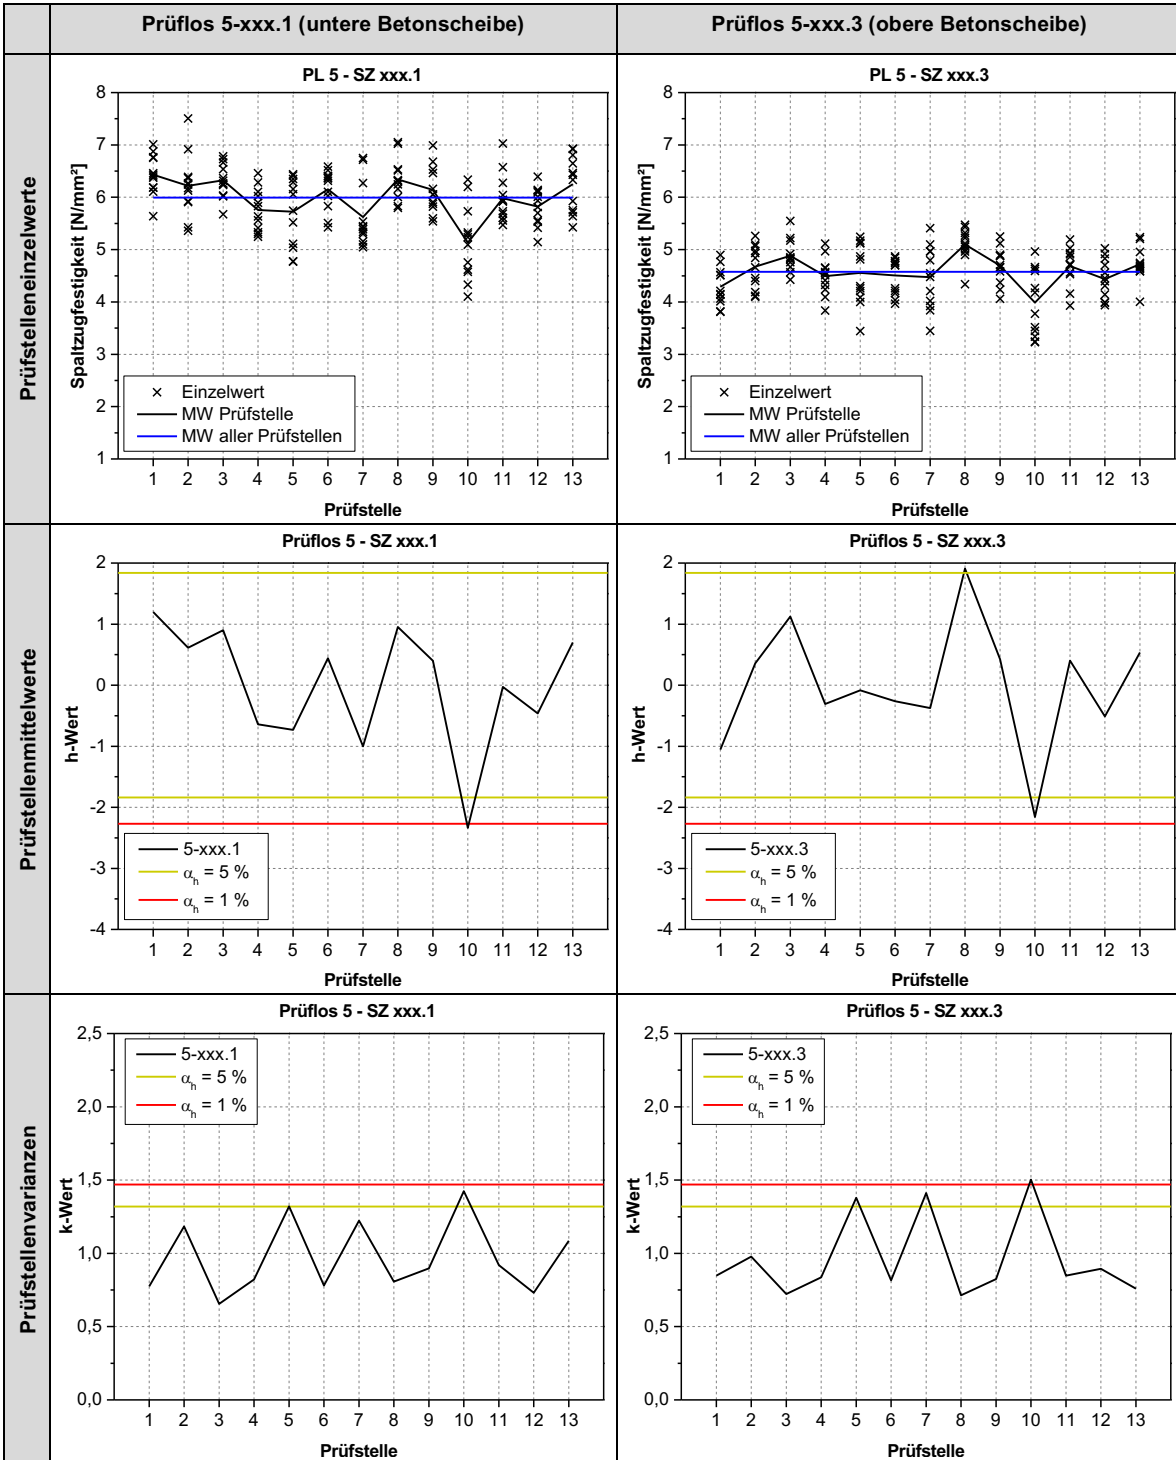 Prüflos 5-xxx.1 (untere Betonscheibe)
Prüflos 5-xxx.3 (obere Betonscheibe)
Prüfstelleneinzelwerte
PL 5 - SZ xxx.1
Spaltzugfestigkeit [N/mm²]
8
7
6
5
4
3
2
1
Einzelwert
MW Prüfstelle
MW aller Prüfstellen
1 2 3 4 5 6 7 8 9 10 11 12 13
Prüfstelle
PL 5 - SZ xxx.3
Spaltzugfestigkeit [N/mm²]
8
7
6
5
4
3
2
1
Einzelwert
MW Prüfstelle
MW aller Prüfstellen
1 2 3 4 5 6 7 8 9 10 11 12 13
Prüfstelle
Prüfstellenmittelwerte
Prüflos 5 - SZ xxx.1
h-Wert
2
1
0
-1
-2
-3
-4
5-xxx.1
αh = 5 %
αh = 1 %
1 2 3 4 5 6 7 8 9 10 11 12 13
Prüfstelle
Prüflos 5 - SZ xxx.3
h-Wert
2
1
0
-1
-2
-3
-4
5-xxx.3
αh = 5 %
αh = 1 %
1 2 3 4 5 6 7 8 9 10 11 12 13
Prüfstelle
Prüfstellenvarianzen
Prüflos 5 - SZ xxx.1
k-Wert
2,5
2,0
1,5
1,0
0,5
0,0
5-xxx.1
αh = 5 %
αh = 1 %
1 2 3 4 5 6 7 8 9 10 11 12 13
Prüfstelle
Prüflos 5 - SZ xxx.3
k-Wert
2,5
2,0
1,5
1,0
0,5
0,0
5-xxx.3
αh = 5 %
αh = 1 %
1 2 3 4 5 6 7 8 9 10 11 12 13
Prüfstelle